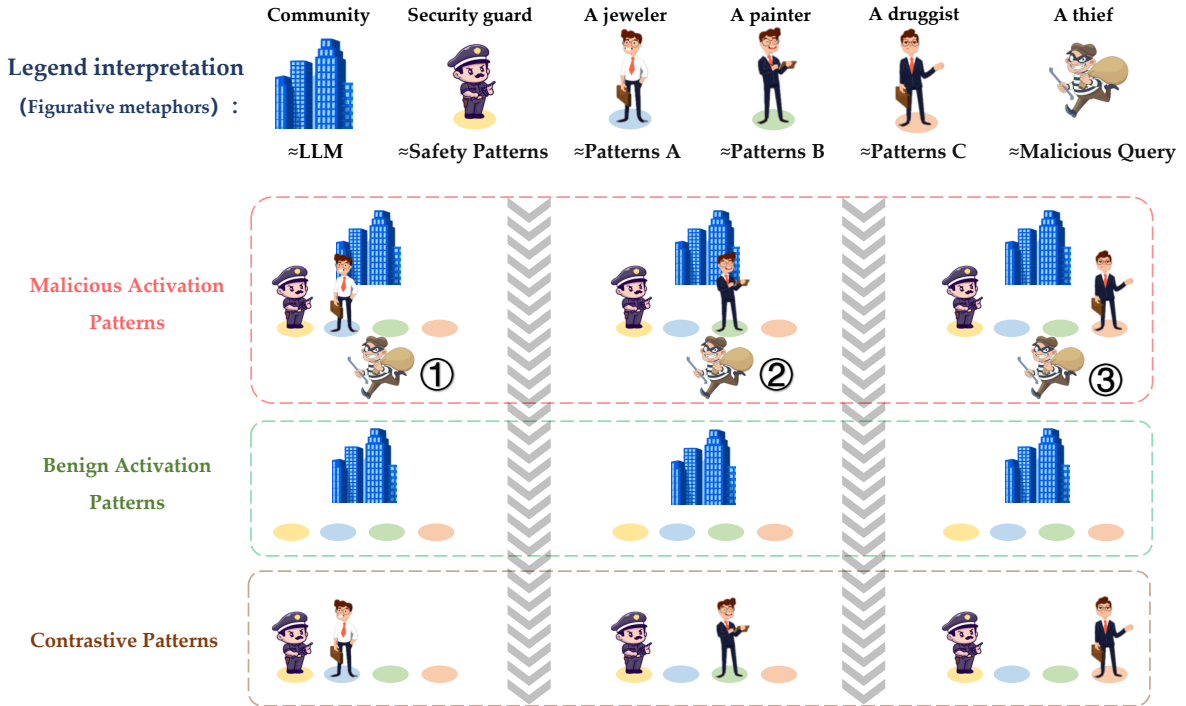 Community
Security guard
A jeweler
A painter
A druggist
A thief
Legend interpretation
(Figurative metaphors) :
≈LLM
≈Safety Patterns
≈Patterns A
≈Patterns B
≈Patterns C
≈Malicious Query
Malicious Activation
Patterns
①
②
③
Benign Activation
Patterns
Contrastive Patterns